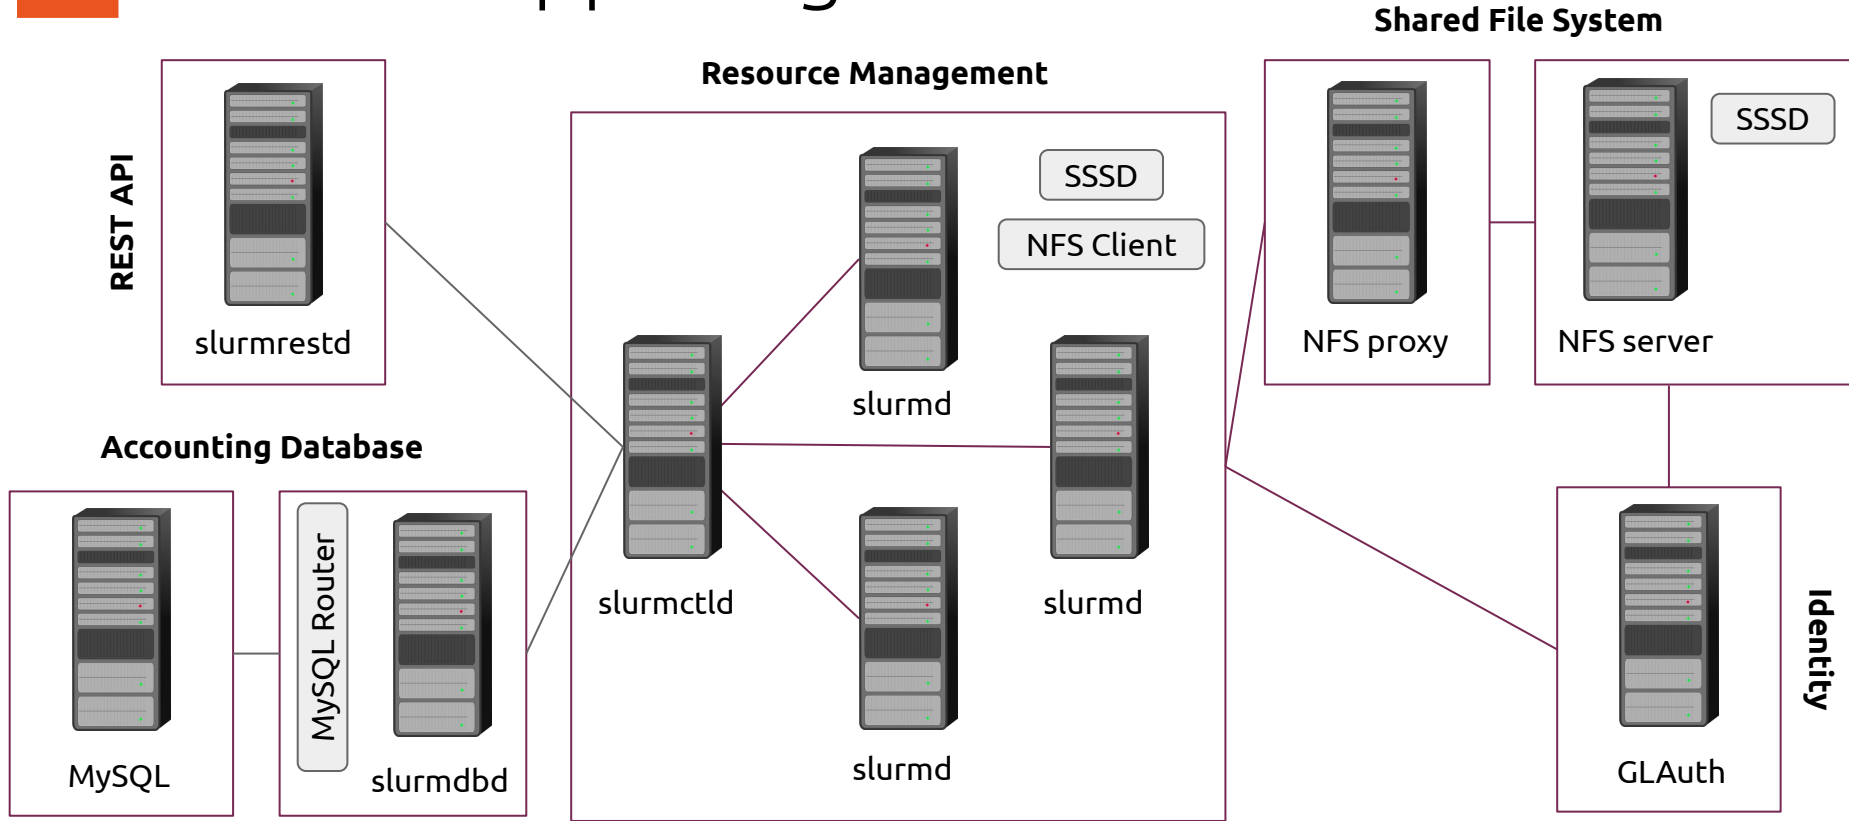 Shared File System
Resource Management
REST API
slurmrestd
SSSD
NFS Client
slurmd
slurmctld
slurmd
slurmd
NFS proxy
SSSD
NFS server
Accounting Database
MySQL
MySQL Router
slurmdbd
GLAuth
Identity